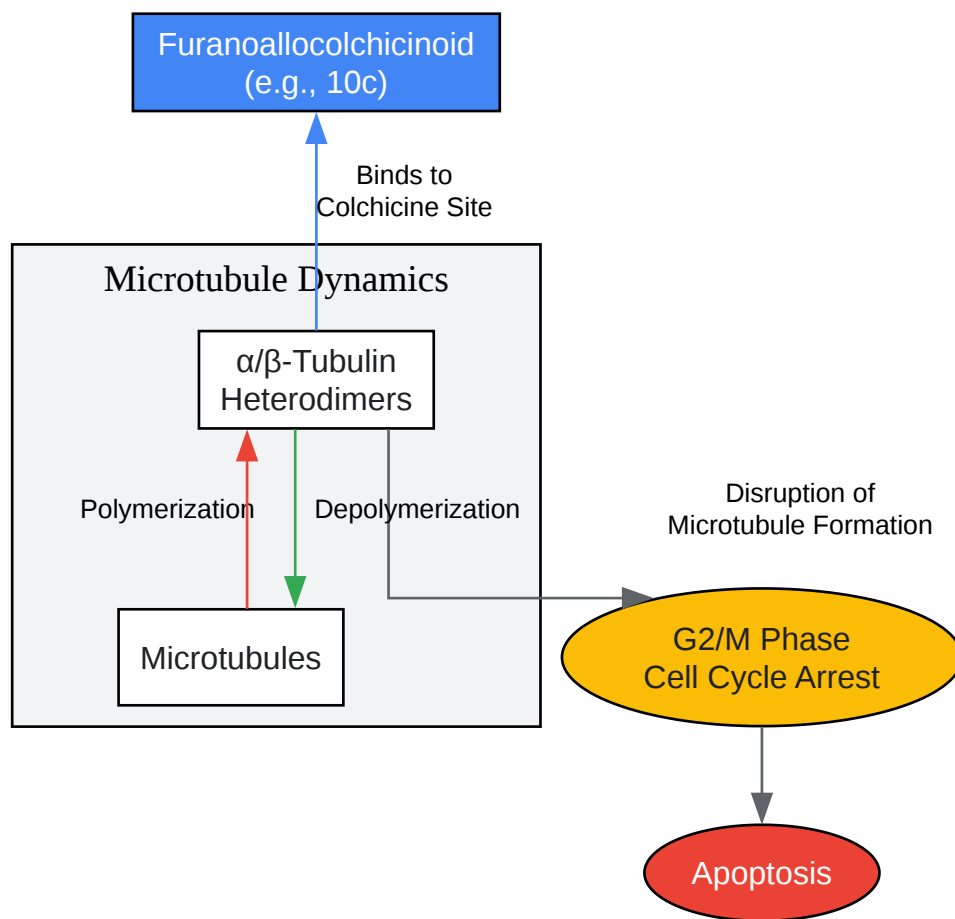 Furanoallocolchicinoid
(e.g., 10c)
Binds to
Colchicine Site
Microtubule Dynamics
α/β-Tubulin
Heterodimers
Polymerization
Depolymerization
Disruption of
Microtubule Formation
Microtubules
G2/M Phase
Cell Cycle Arrest
Apoptosis